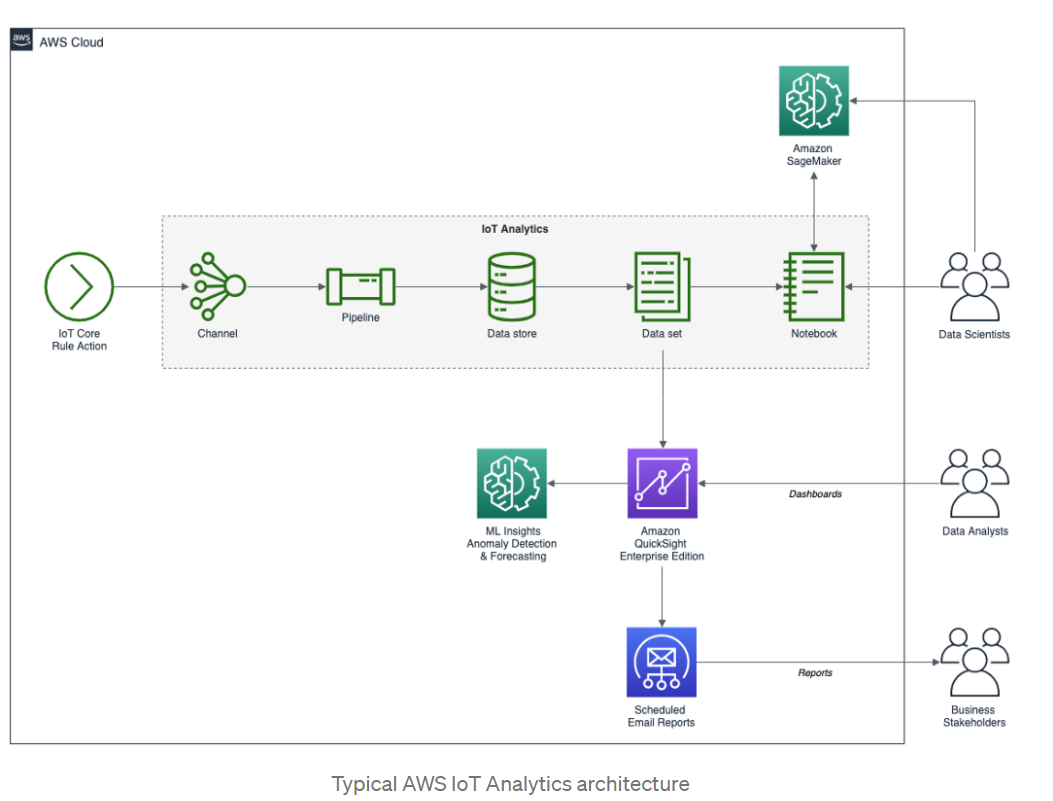 aws
AWS Cloud
Amazon
SageMaker
IoT Analytics
IoT Core
Rule Action
Channel
Pipeline
Data store
Data set
Notebook
Data Scientists
ML Insights
Anomaly Detection
& Forecasting
Amazon
QuickSight
Enterprise Edition
Dashboards
Data Analysts
Scheduled
Email Reports
Reports
Business
Stakeholders
Typical AWS IoT Analytics architecture